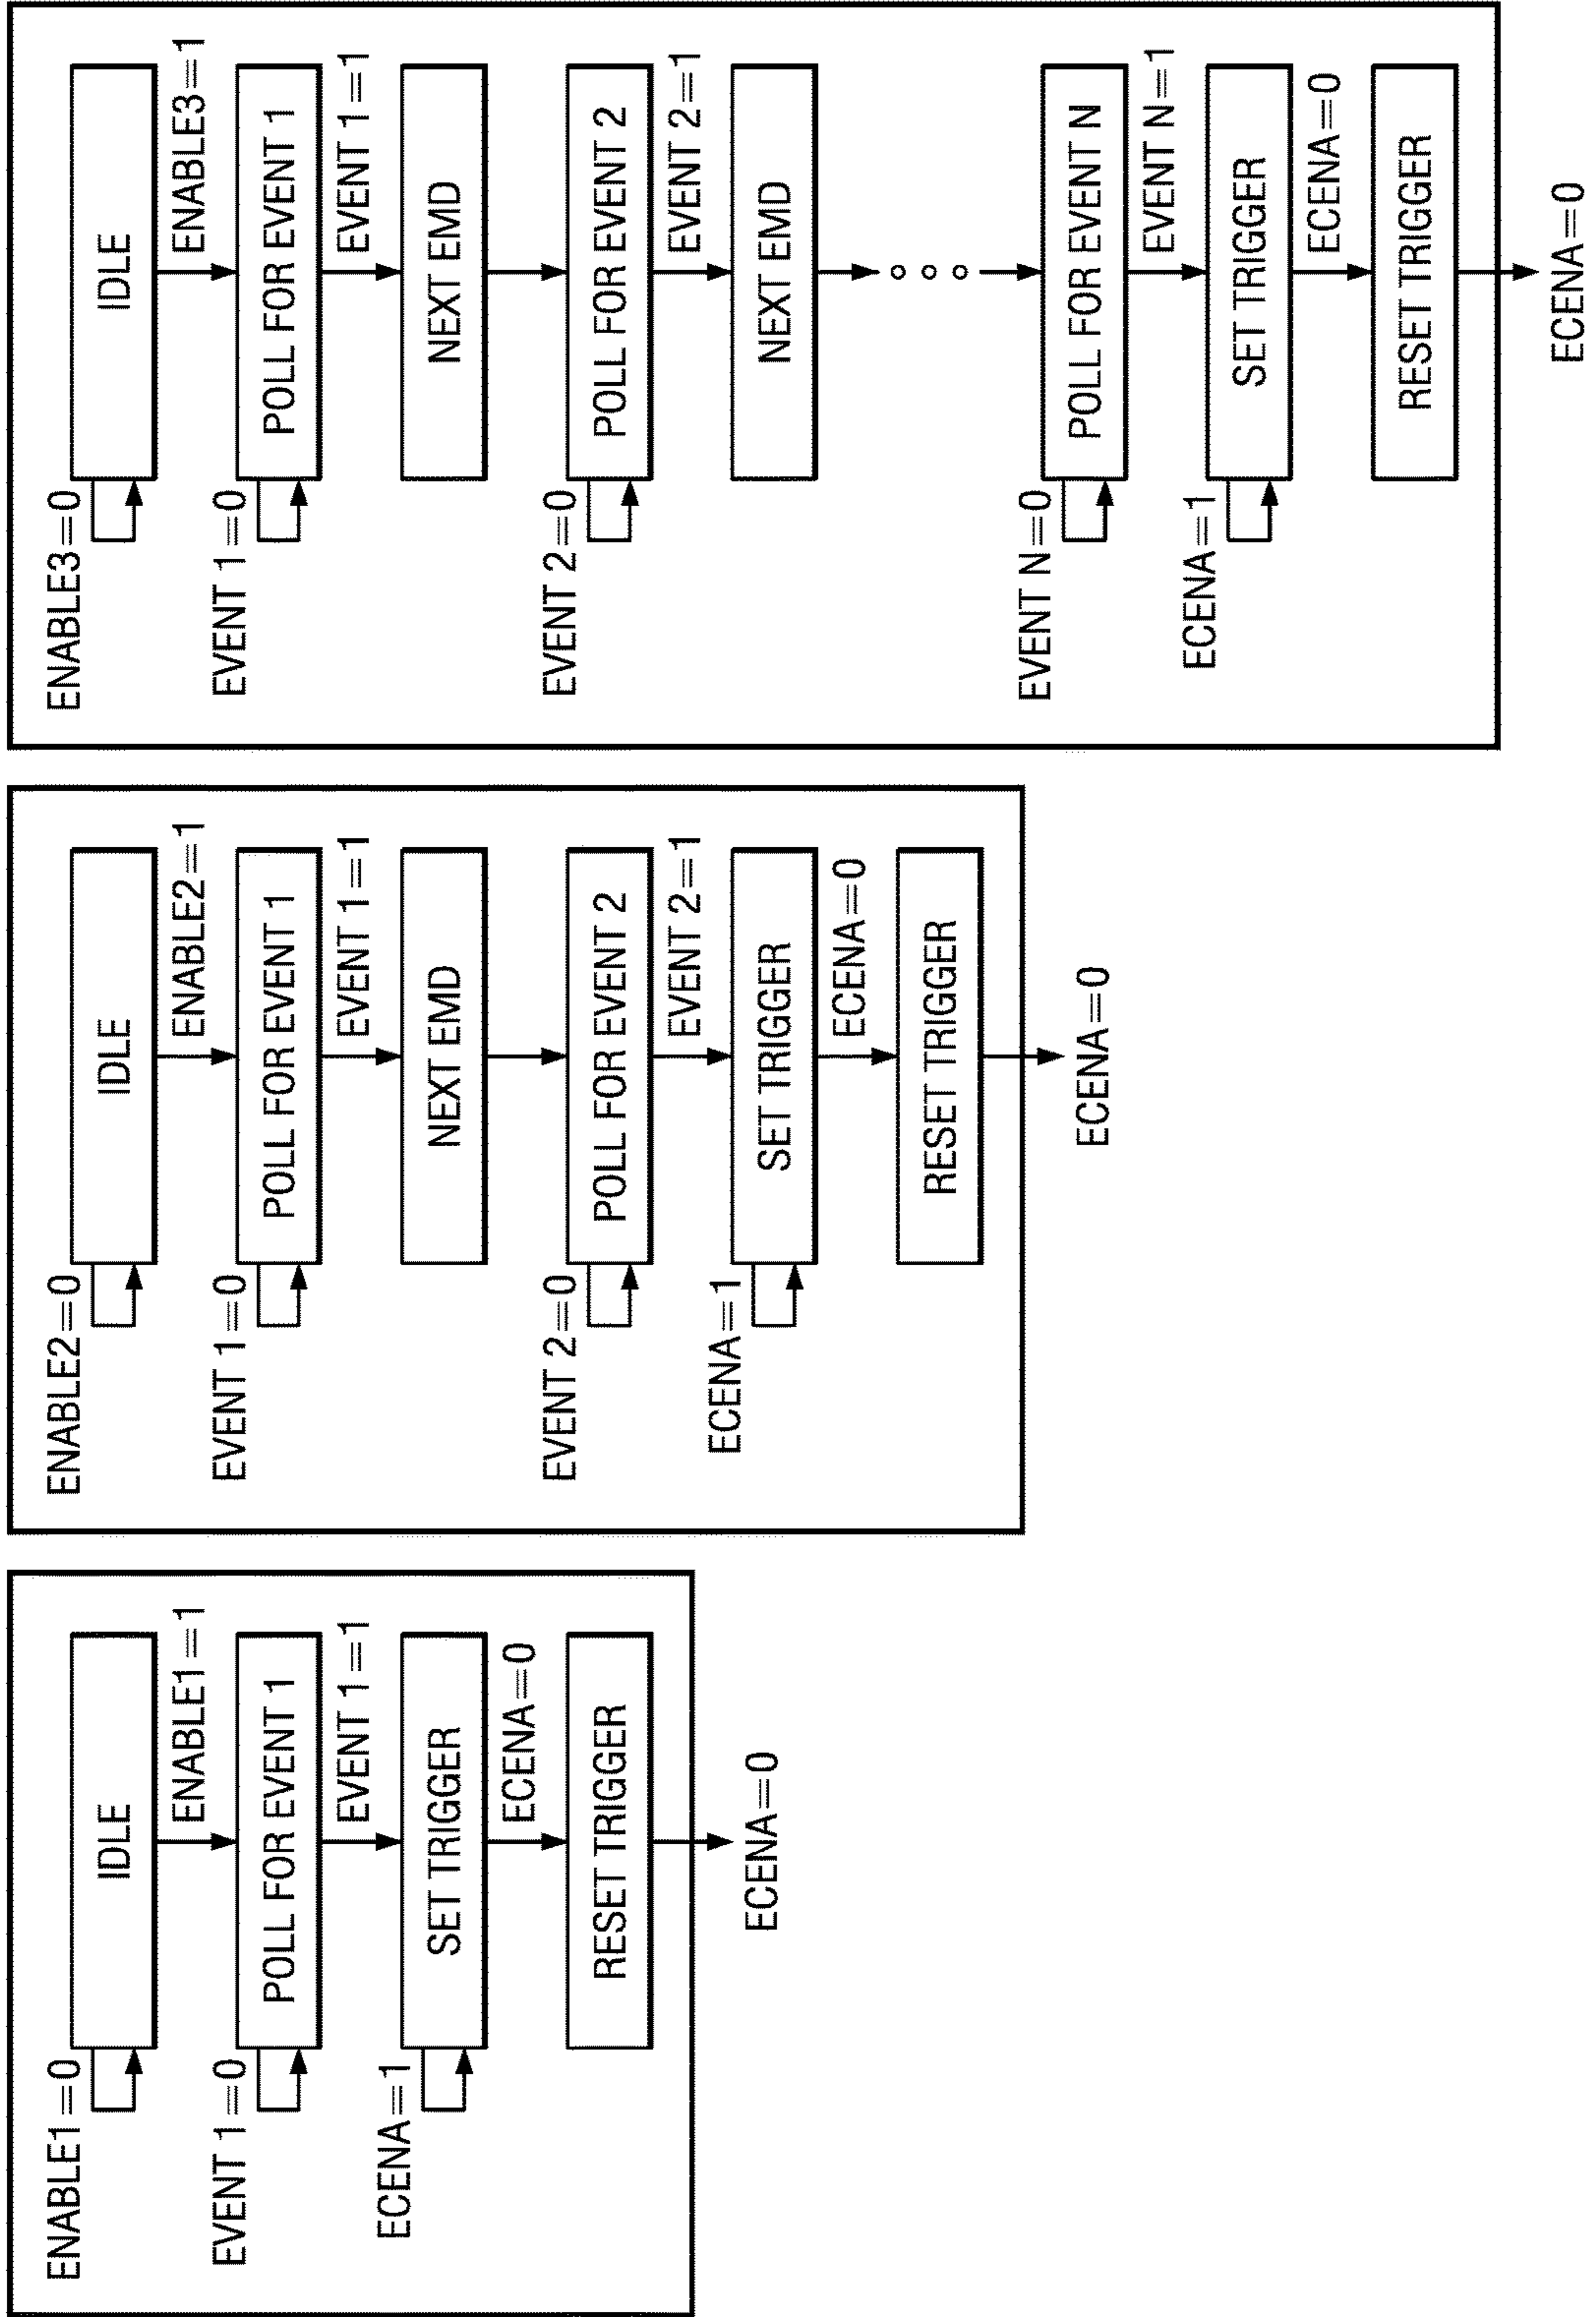 ENABLE1=0
IDLE
ENABLE1=1
EVENT 1=0
POLL FOR EVENT 1
EVENT 1=1
ECENA=1
SET TRIGGER
ECENA=0
RESET TRIGGER
ECENA=0
ENABLE2=0
IDLE
ENABLE2=1
EVENT 1=0
POLL FOR EVENT 1
EVENT 1=1
NEXT EMD
EVENT 2=0
POLL FOR EVENT 2
EVENT 2=1
ECENA=1
SET TRIGGER
ECENA=0
RESET TRIGGER
ECENA=0
ENABLE3=0
IDLE
ENABLE3=1
EVENT 1=0
POLL FOR EVENT 1
EVENT 1=1
NEXT EMD
EVENT 2=0
POLL FOR EVENT 2
EVENT 2=1
NEXT EMD
EVENT N=0
POLL FOR EVENT N
EVENT N=1
ECENA=1
SET TRIGGER
ECENA=0
RESET TRIGGER
ECENA=0